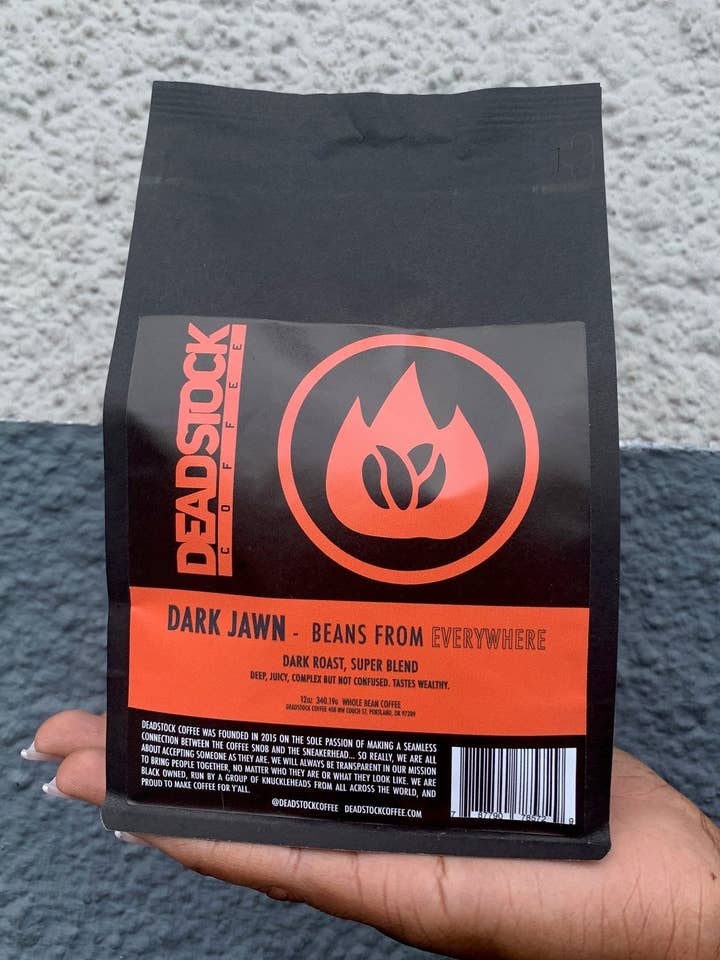 DEADSTOCK
COFFEE
DARK JAWN - BEANS FROM EVERYWHERE
DARK ROAST, SUPER BLEND
DEEP, JUICY, COMPLEX BUT NOT CONFUSED. TASTES WEALTHY.
12oz 340.19g WHOLE BEAN COFFEE
DEADSTOCK COFFEE 408 NW COUCH ST. PORTLAND, OR 97209
DEADSTOCK COFFEE WAS FOUNDED IN 2015 ON THE SOLE PASSION OF MAKING A SEAMLESS
CONNECTION BETWEEN THE COFFEE SNOB AND THE SNEAKERHEAD... SO REALLY, WE ARE ALL
ABOUT ACCEPTING SOMEONE AS THEY ARE. WE WILL ALWAYS BE TRANSPARENT IN OUR MISSION
TO BRING PEOPLE TOGETHER, NO MATTER WHO THEY ARE OR WHAT THEY LOOK LIKE. WE ARE
BLACK OWNED, RUN BY A GROUP OF KNUCKLEHEADS FROM ALL ACROSS THE WORLD, AND
PROUD TO MAKE COFFEE FOR Y'ALL.
@DEADSTOCKCOFFEE DEADSTOCKCOFFEE.COM
7 87790 78572 9